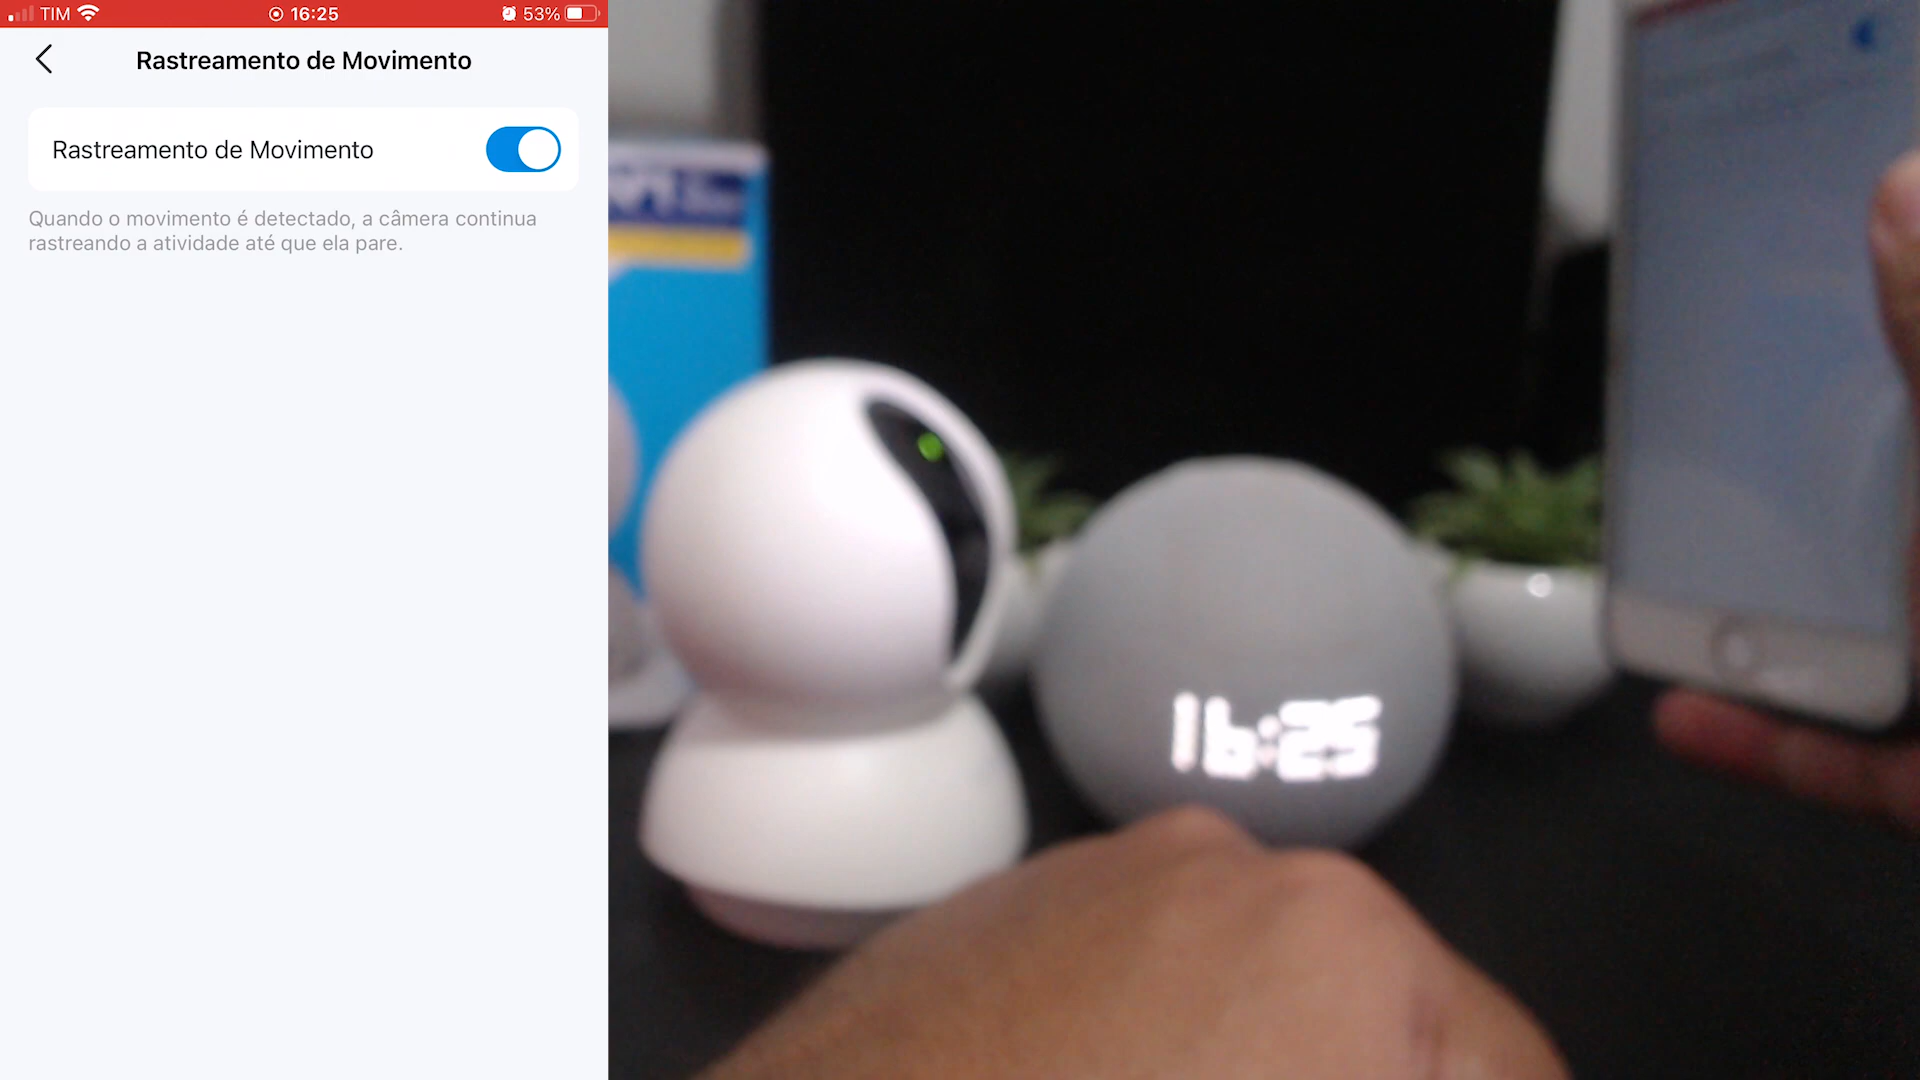 TIM 16:25 53%
Rastreamento de Movimento
Rastreamento de Movimento
Quando o movimento é detectado, a câmera continua
rastreando a atividade até que ela pare.
16:25